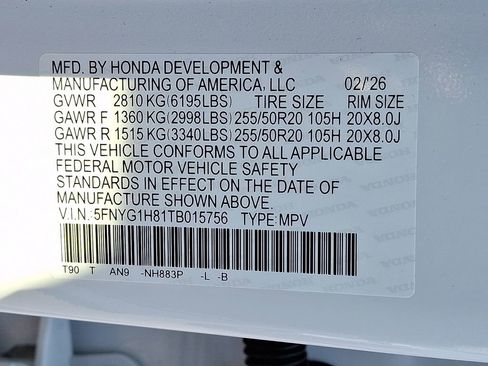 MFD. BY HONDA DEVELOPMENT &
MANUFACTURING OF AMERICA, LLC 02/'26
GVWR 2810 KG(6195LBS) TIRE SIZE RIM SIZE
GAWR F 1360 KG(2998LBS) 255/50R20 105H 20X8.0J
GAWR R 1515 KG(3340LBS) 255/50R20 105H 20X8.0J
THIS VEHICLE CONFORMS TO ALL APPLICABLE
FEDERAL MOTOR VEHICLE SAFETY
STANDARDS IN EFFECT ON THE DATE OF
MANUFACTURE SHOWN ABOVE.
V.I.N.:5FNYG1H81TB015756 TYPE:MPV
T90 T AN9 -NH883P -L -B